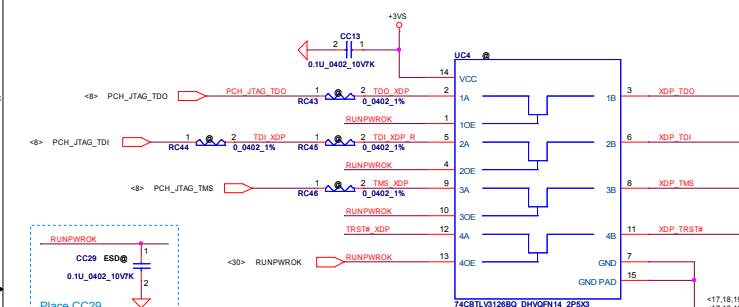 +3VS
CC13
2 1
0.1U_0402_10V7K
UC4 @
14 VCC
<8> PCH_JTAG_TDO PCH_JTAG_TDO 1 @ 2 TDO_XDP 2 1A 1B 3 XDP_TDO
RC43 0_0402_1%
RUNPWROK 1 1OE
<8> PCH_JTAG_TDI 1 @ 2 TDI_XDP 1 @ 2 TDI_XDP_R 5 2A 2B 6 XDP_TDI
RC44 0_0402_1% RC45 0_0402_1%
RUNPWROK 4 2OE
<8> PCH_JTAG_TMS 1 @ 2 TMS_XDP 9 3A 3B 8 XDP_TMS
RC46 0_0402_1%
RUNPWROK 10 3OE
TRST#_XDP 12 4A 4B 11 XDP_TRST#
RUNPWROK
1
CC29 ESD@
<30> RUNPWROK RUNPWROK 13 4OE GND 7
0.1U_0402_10V7K
2
GND PAD 15
Place CC29
74CBTLV3126BQ_DHVQFN14_2P5X3
<17,18,19